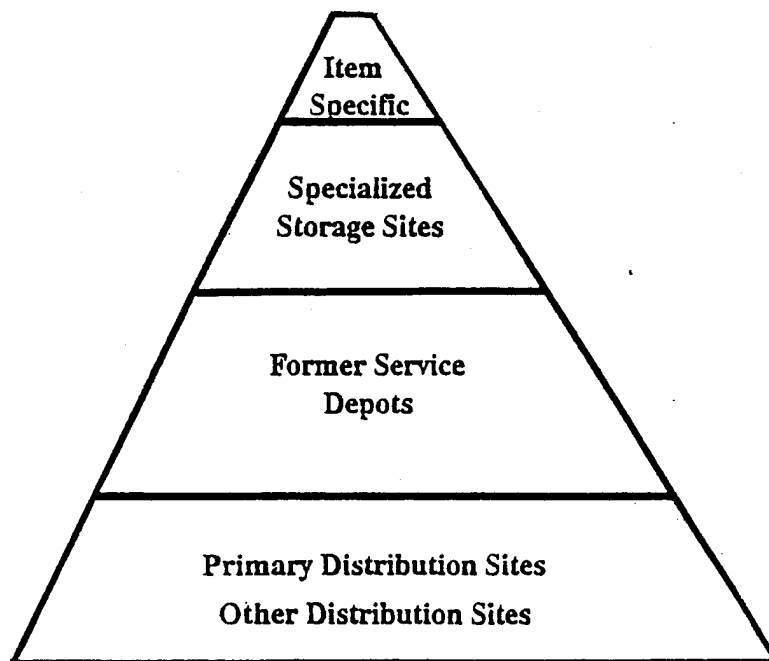 Item
Specific
Specialized
Storage Sites
Former Service
Depots
Primary Distribution Sites
Other Distribution Sites